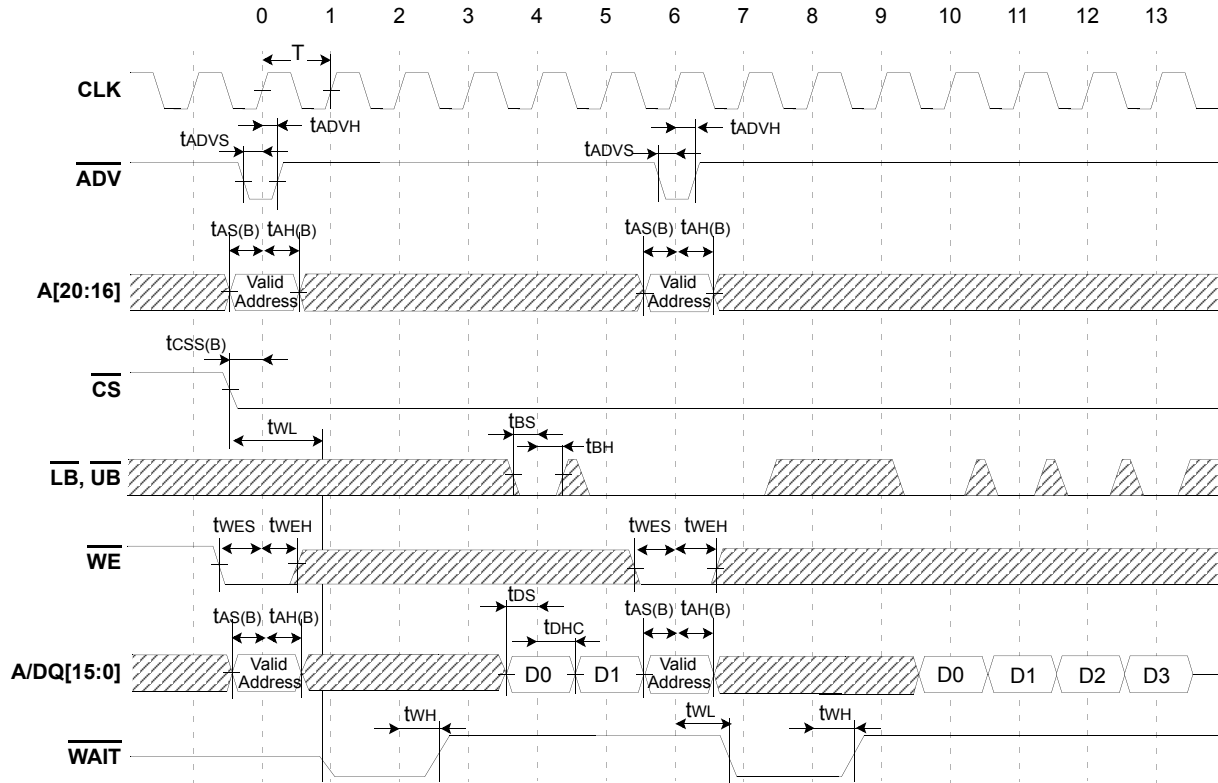 0 1 2 3 4 5 6 7 8 9 10 11 12 13
T
CLK
tADVH
tADVH
tADVS
tADVS
ADV
tAS(B) tAH(B)
tAS(B) tAH(B)
A[20:16]
Valid
Address
Valid
Address
tCSS(B)
CS
tWL
tBS
tBH
LB, UB
tWES tWEH
tWES tWEH
WE
tDS
tAS(B) tAH(B)
tAS(B) tAH(B)
tDHC
A/DQ[15:0]
Valid
Address
D0 D1
Valid
Address
D0 D1 D2 D3
tWH
tWL
tWH
WAIT